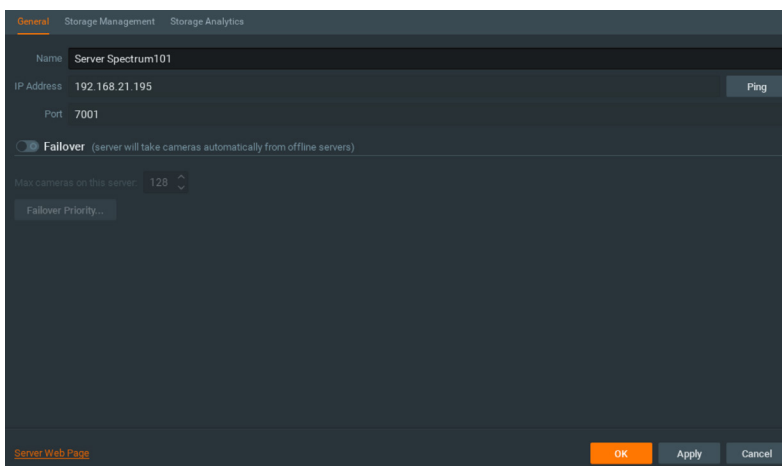 General Storage Management Storage Analytics
Name Server Spectrum101
IP Address 192.168.21.195 Ping
Port 7001
Failover (server will take cameras automatically from offline servers)
Max cameras on this server: 128
Failover Priority...
Server Web Page OK Apply Cancel